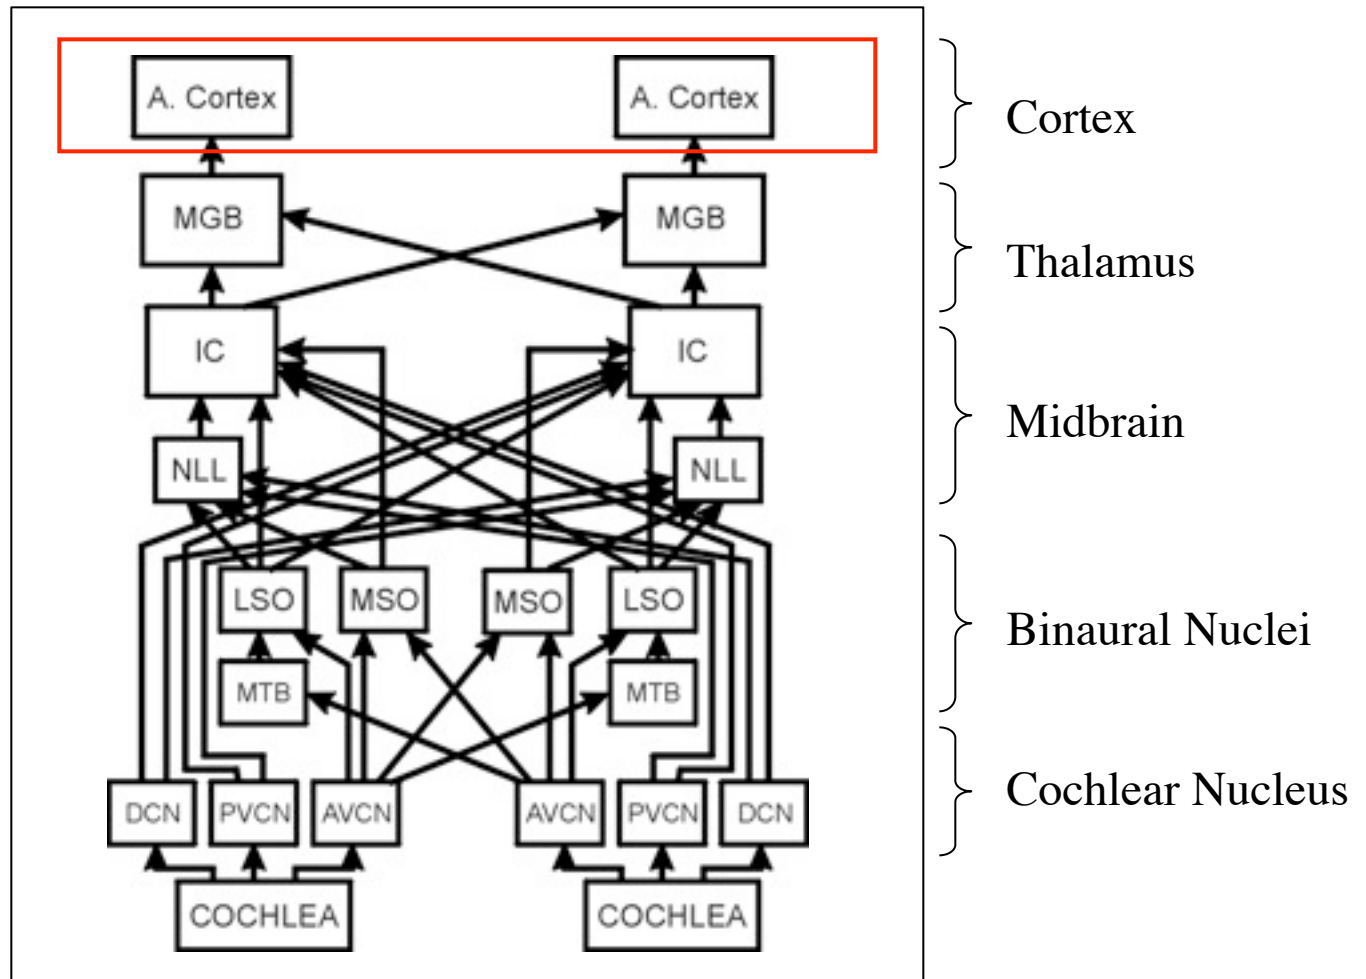 A. Cortex A. Cortex
Cortex
MGB MGB
Thalamus
IC IC
Midbrain
NLL NLL
LSO MSO MSO LSO
Binaural Nuclei
MTB MTB
Cochlear Nucleus
DCN PVCN AVCN AVCN PVCN DCN
COCHLEA COCHLEA